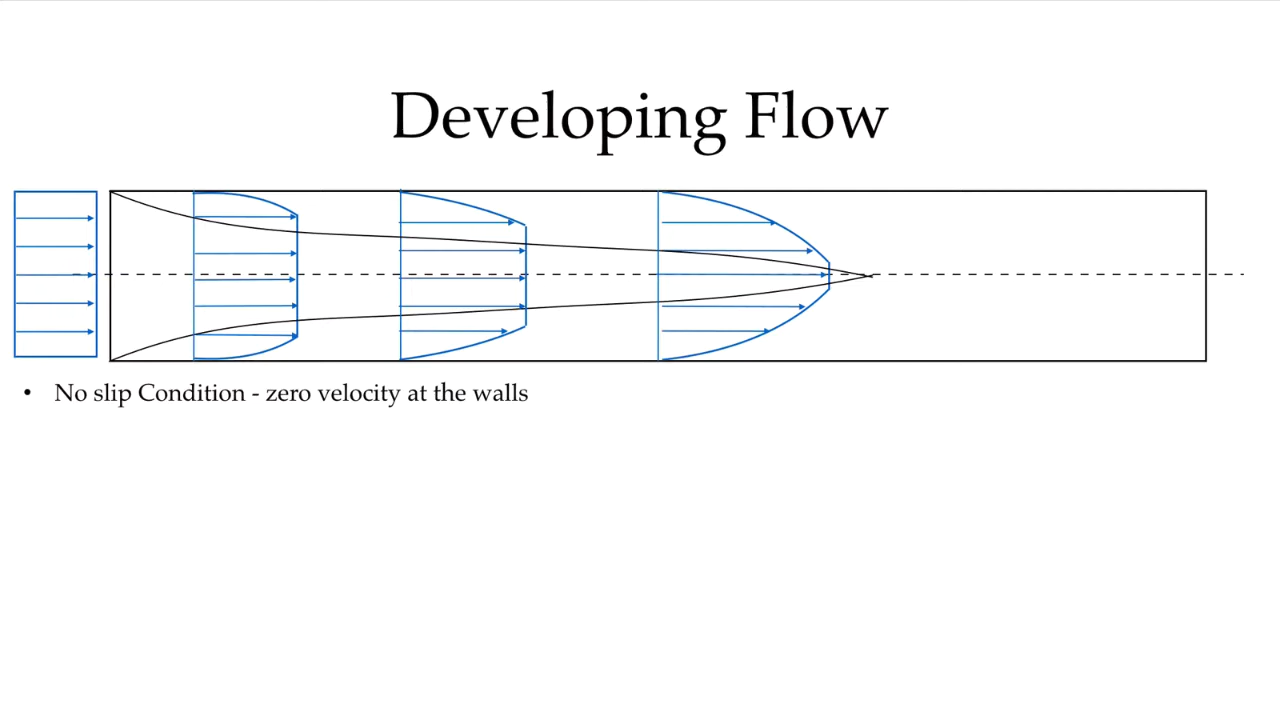 Developing Flow
• No slip Condition - zero velocity at the walls